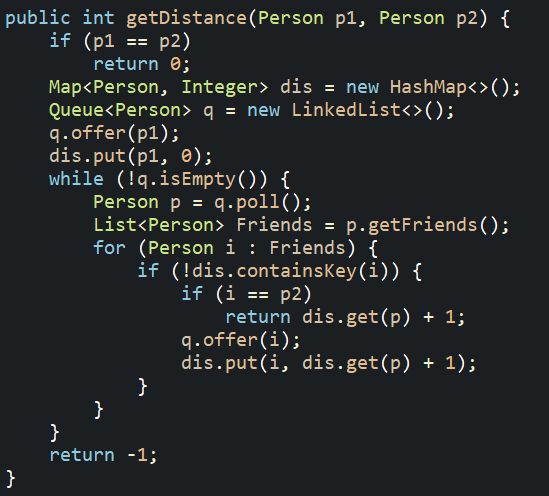 public int getDistance(Person p1, Person p2) {
    if (p1 == p2)
        return 0;
    Map<Person, Integer> dis = new HashMap<>();
    Queue<Person> q = new LinkedList<>();
    q.offer(p1);
    dis.put(p1, 0);
    while (!q.isEmpty()) {
        Person p = q.poll();
        List<Person> Friends = p.getFriends();
        for (Person i : Friends) {
            if (!dis.containsKey(i)) {
                if (i == p2)
                    return dis.get(p) + 1;
                q.offer(i);
                dis.put(i, dis.get(p) + 1);
            }
        }
    }
    return -1;
}